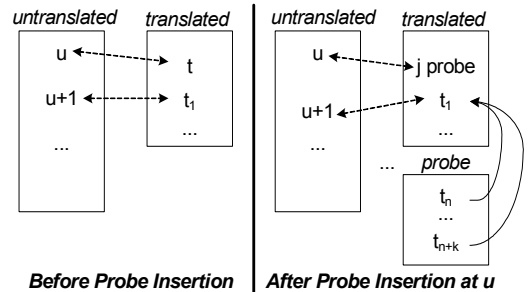 untranslated translated
u
t
u+1
t1
...
...
Before Probe Insertion
untranslated translated
u
j probe
u+1
t1
...
...
... probe
tn
...
tn+k
After Probe Insertion at u